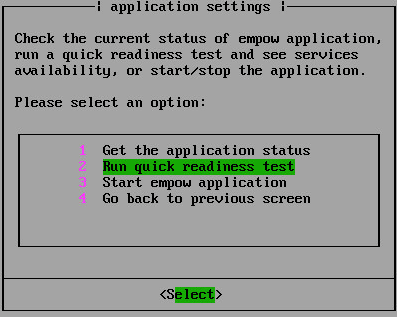 application settings
Check the current status of empow application,
run a quick readiness test and see services
availability, or start/stop the application.
Please select an option:
1 Get the application status
2 Run quick readiness test
3 Start empow application
4 Go back to previous screen
<Select>